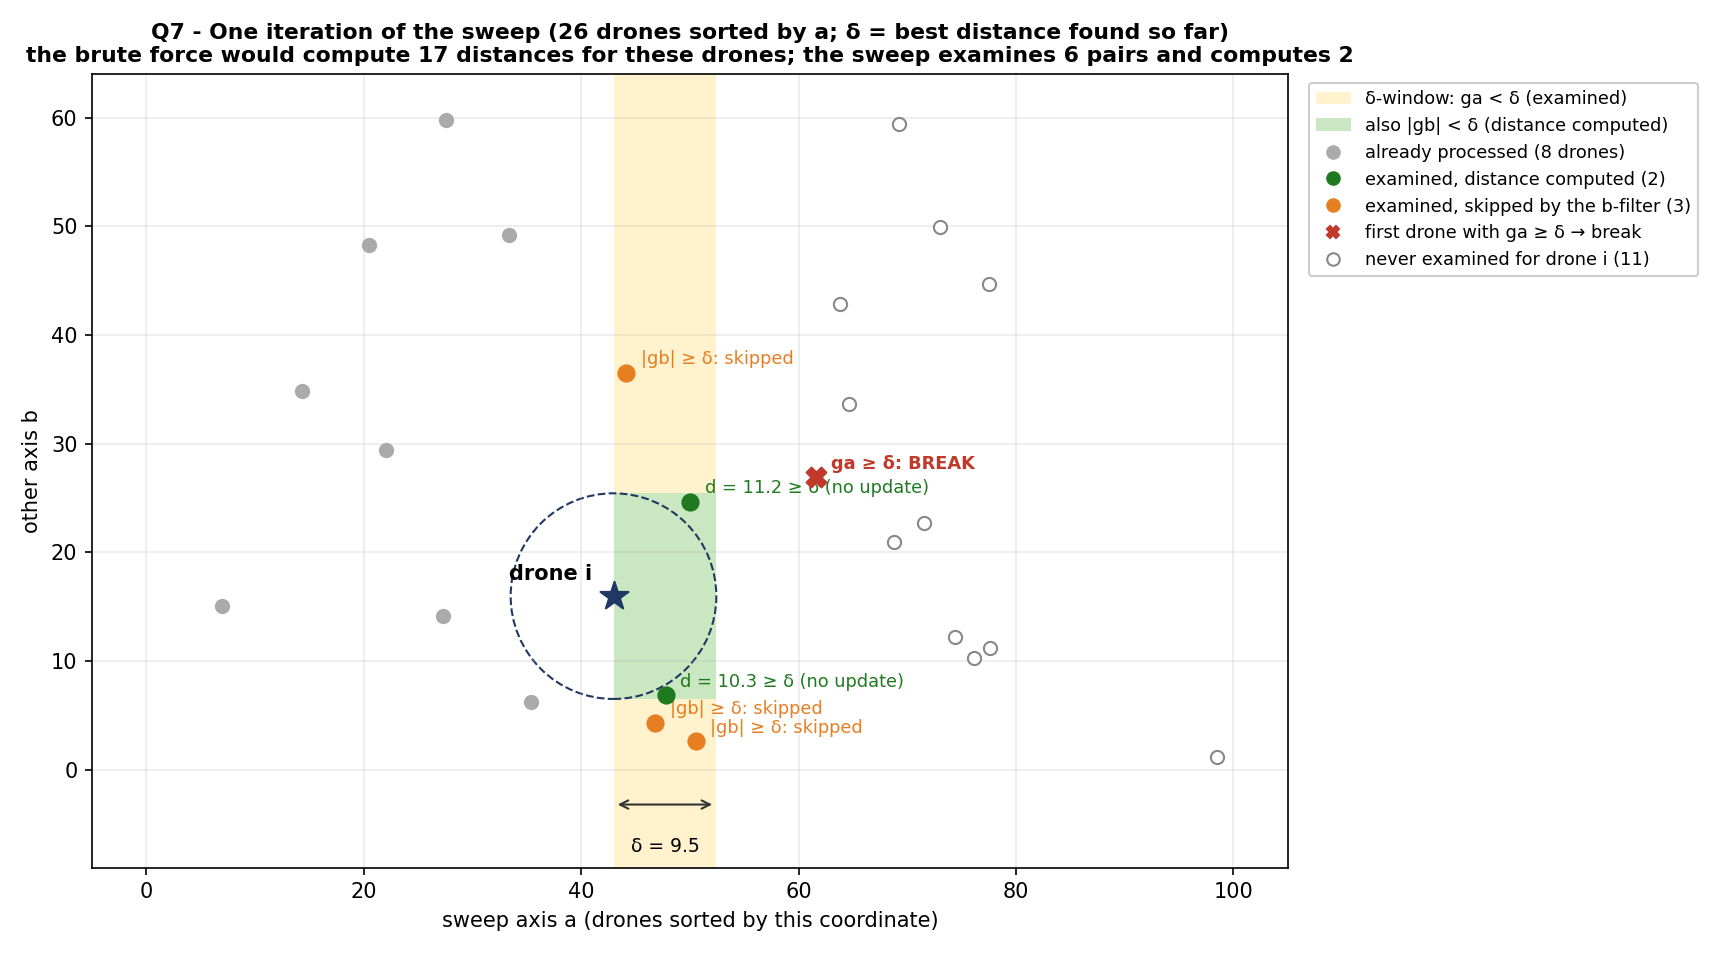 Q7 - One iteration of the sweep (26 drones sorted by a; δ = best distance found so far)
the brute force would compute 17 distances for these drones; the sweep examines 6 pairs and computes 2
δ-window: ga < δ (examined)
also |gb| < δ (distance computed)
already processed (8 drones)
examined, distance computed (2)
examined, skipped by the b-filter (3)
first drone with ga ≥ δ → break
never examined for drone i (11)
60
50
40
30
20
10
0
other axis b
|gb| ≥ δ: skipped
ga ≥ δ: BREAK
d = 11.2 ≥ δ (no update)
drone i
d = 10.3 ≥ δ (no update)
|gb| ≥ δ: skipped
|gb| ≥ δ: skipped
δ = 9.5
0
20
40
60
80
100
sweep axis a (drones sorted by this coordinate)